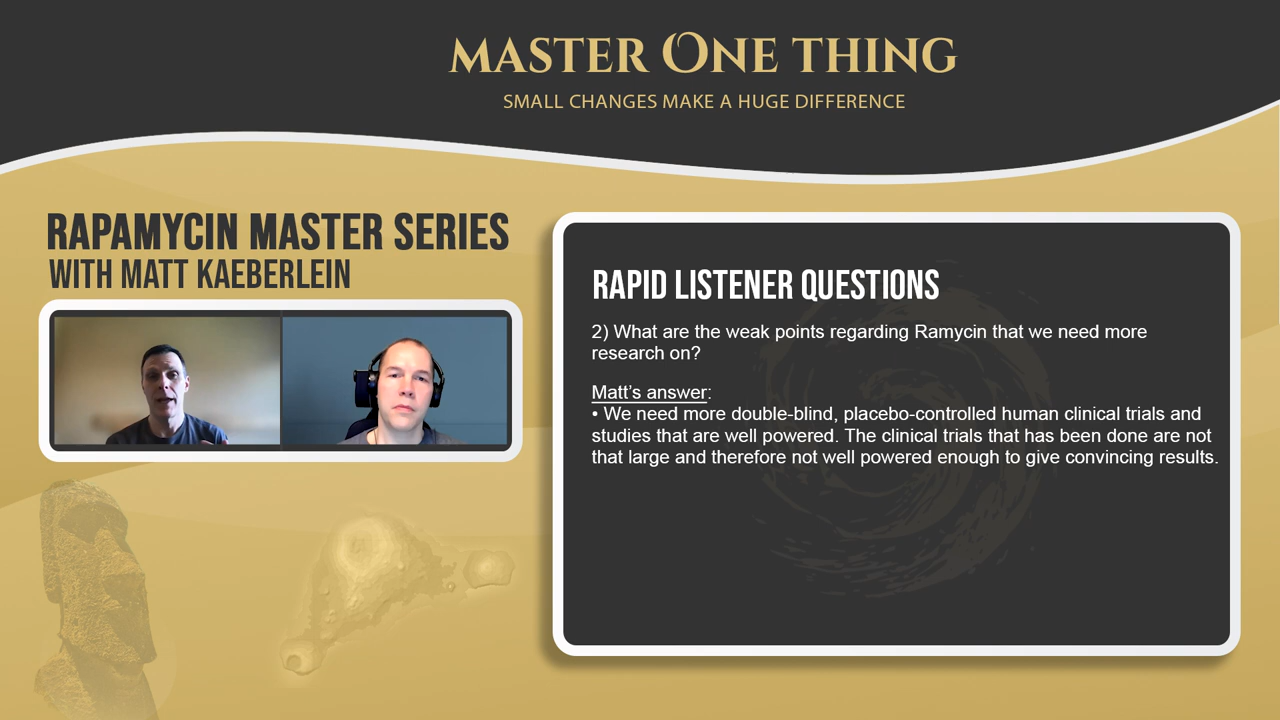 MASTER ONE THING
SMALL CHANGES MAKE A HUGE DIFFERENCE
RAPAMYCIN MASTER SERIES
WITH MATT KAEBERLEIN
RAPID LISTENER QUESTIONS
2) What are the weak points regarding Ramycin that we need more
research on?
Matt's answer:
• We need more double-blind, placebo-controlled human clinical trials and
studies that are well powered. The clinical trials that has been done are not
that large and therefore not well powered enough to give convincing results.